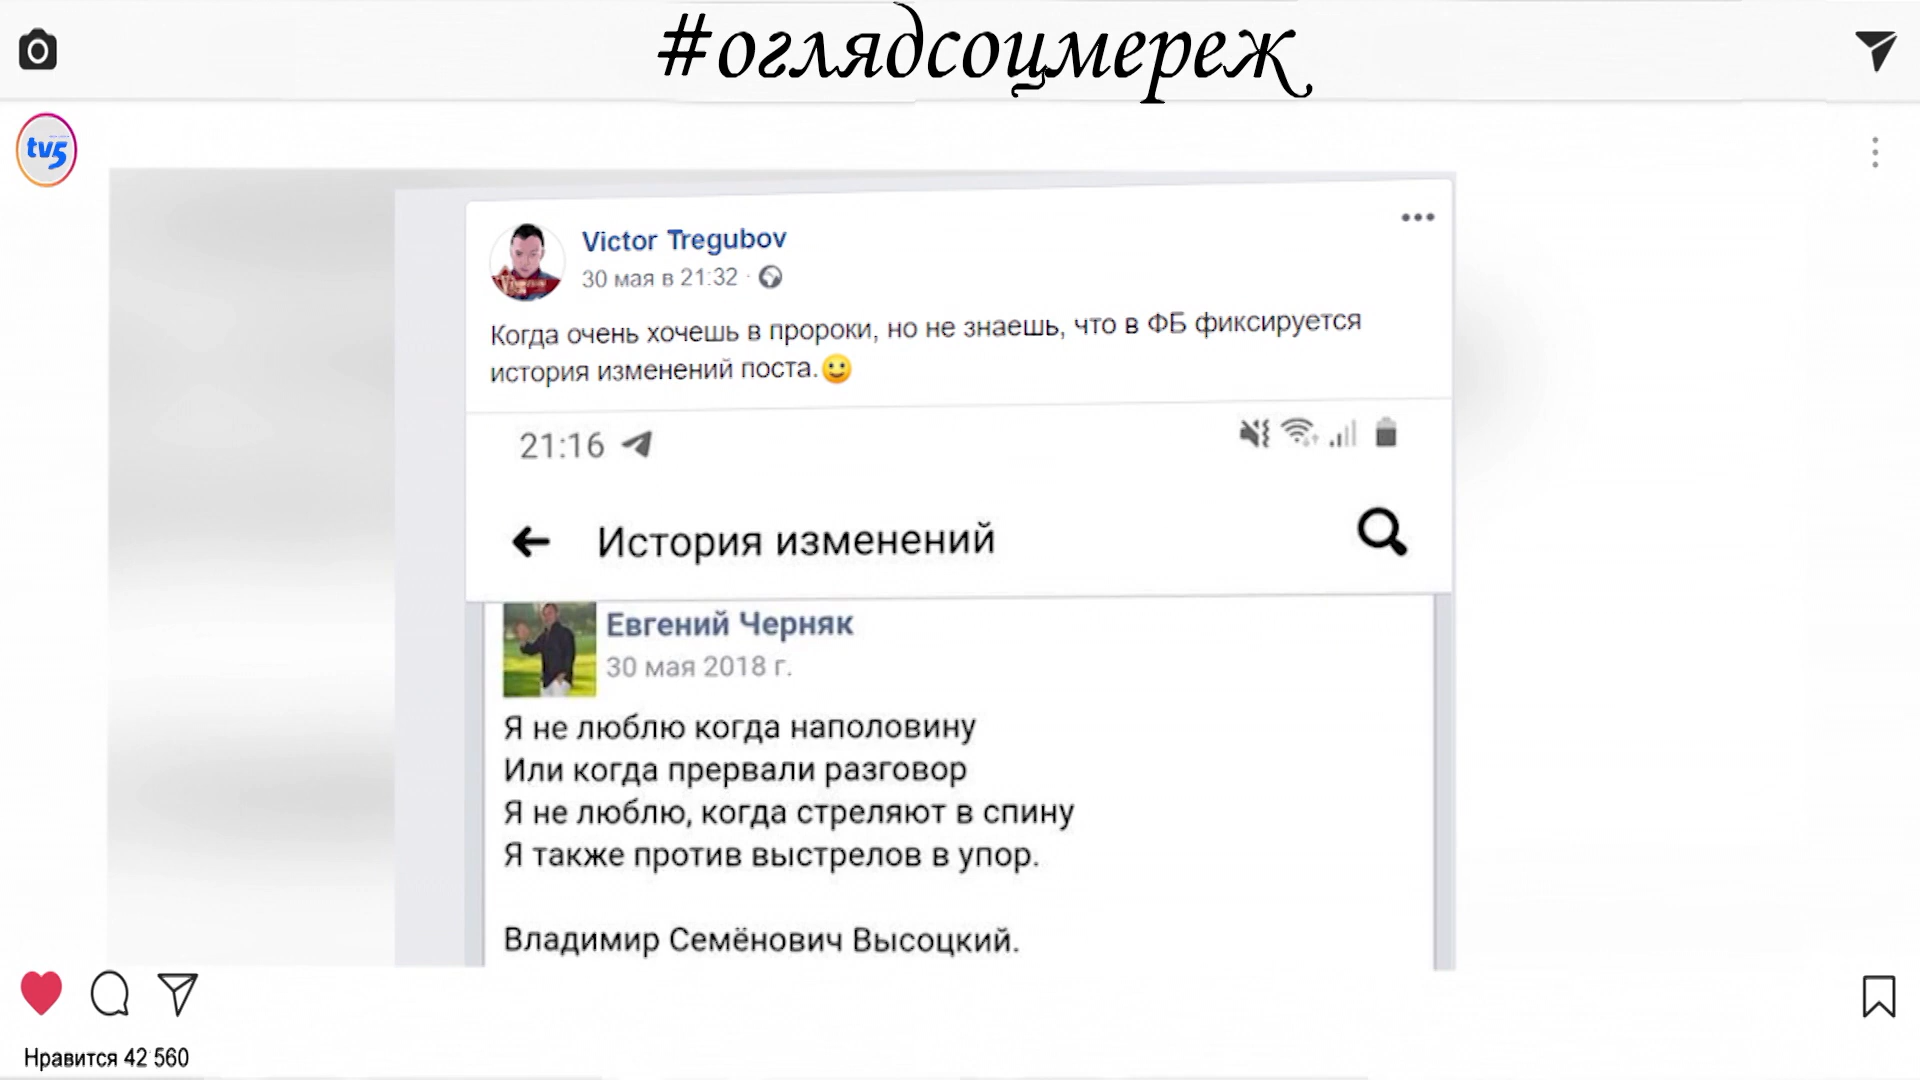 #оглядсоцмереж
tv5
Victor Tregubov
30 мая в 21:32 ·
Когда очень хочешь в пророки, но не знаешь, что в ФБ фиксируется
история изменений поста.
21:16
История изменений
Евгений Черняк
30 мая 2018 г.
Я не люблю когда наполовину
Или когда прервали разговор
Я не люблю, когда стреляют в спину
Я также против выстрелов в упор.
Владимир Семёнович Высоцкий.
Нравится 42 560